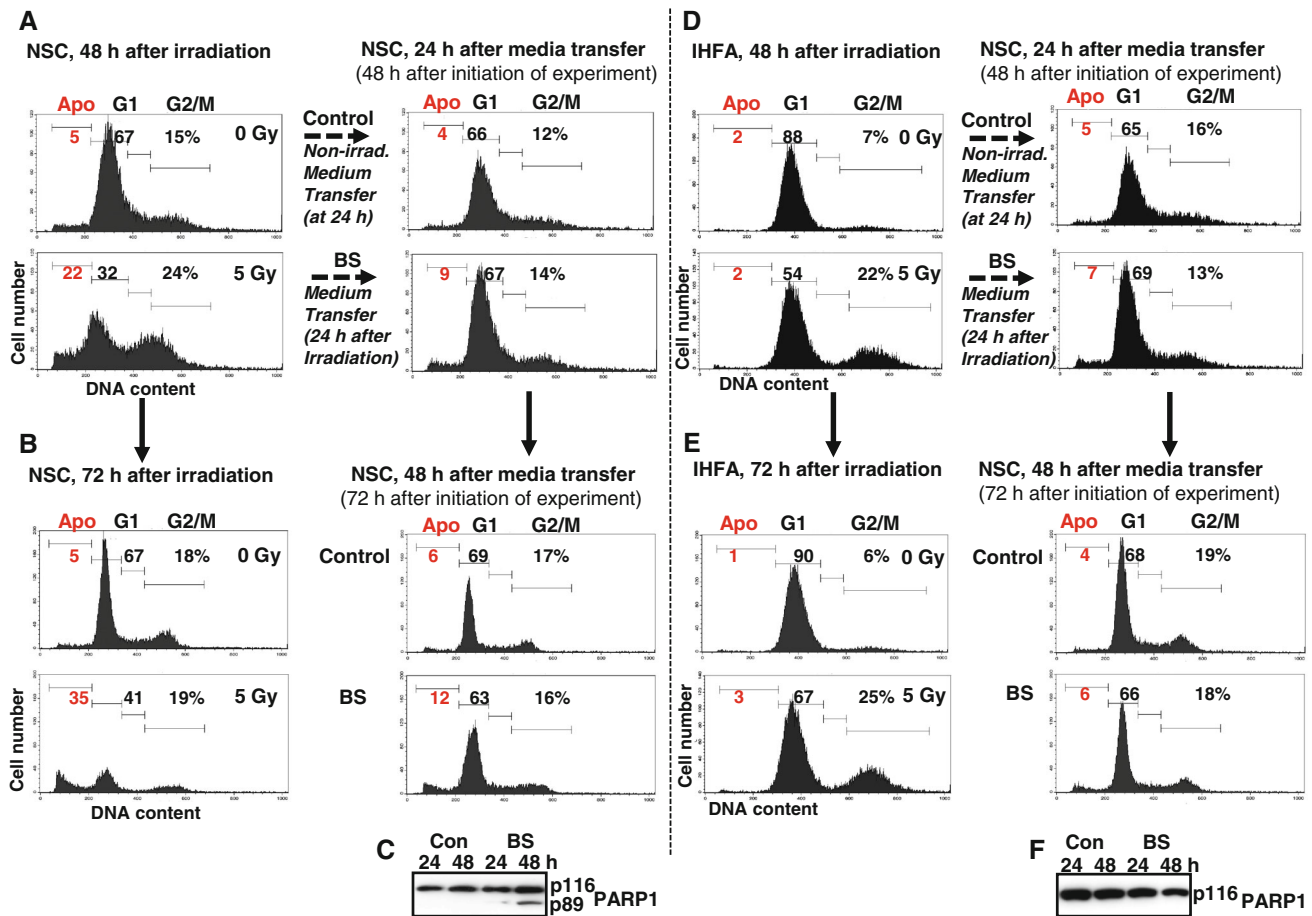 A
NSC, 48 h after irradiation
Apo G1 G2/M
5 67 15% 0 Gy
22 32 24% 5 Gy
Cell number
DNA content
Control
Non-irrad.
Medium
Transfer
(at 24 h)
BS
Medium
Transfer
(24 h after
Irradiation)
NSC, 24 h after media transfer
(48 h after initiation of experiment)
Apo G1 G2/M
4 66 12%
9 67 14%
B
NSC, 72 h after irradiation
Apo G1 G2/M
5 67 18% 0 Gy
35 41 19% 5 Gy
Cell number
DNA content
NSC, 48 h after media transfer
(72 h after initiation of experiment)
Apo G1 G2/M
Control
6 69 17%
BS
12 63 16%
C
Con BS
24 48 24 48 h
p116
p89
PARP1
D
IHFA, 48 h after irradiation
Apo G1 G2/M
2 88 7% 0 Gy
2 54 22% 5 Gy
Cell number
DNA content
Control
Non-irrad.
Medium
Transfer
(at 24 h)
BS
Medium
Transfer
(24 h after
Irradiation)
NSC, 24 h after media transfer
(48 h after initiation of experiment)
Apo G1 G2/M
5 65 16%
7 69 13%
E
IHFA, 72 h after irradiation
Apo G1 G2/M
1 90 6% 0 Gy
3 67 25% 5 Gy
Cell number
DNA content
NSC, 48 h after media transfer
(72 h after initiation of experiment)
Apo G1 G2/M
Control
4 68 19%
BS
6 66 18%
F
Con BS
24 48 24 48 h
p116 PARP1